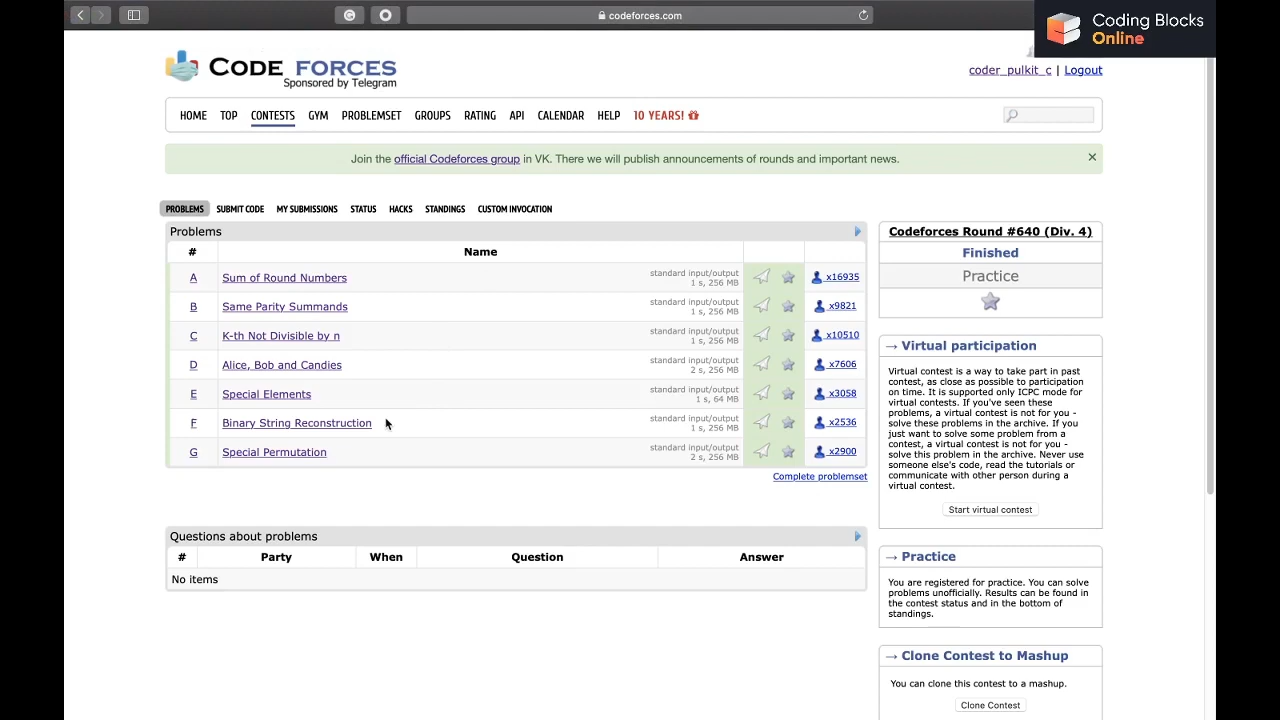 codeforces.com
Coding Blocks
Online
CODE FORCES
Sponsored by Telegram
coder_pulkit_c | Logout
HOME TOP CONTESTS GYM PROBLEMSET GROUPS RATING API CALENDAR HELP 10 YEARS!
Join the official Codeforces group in VK. There we will publish announcements of rounds and important news. ×
PROBLEMS SUBMIT CODE MY SUBMISSIONS STATUS HACKS STANDINGS CUSTOM INVOCATION
Problems
# Name
A Sum of Round Numbers standard input/output 1 s, 256 MB x16935
B Same Parity Summands standard input/output 1 s, 256 MB x9821
C K-th Not Divisible by n standard input/output 1 s, 256 MB x10510
D Alice, Bob and Candies standard input/output 2 s, 256 MB x7606
E Special Elements standard input/output 1 s, 64 MB x3058
F Binary String Reconstruction standard input/output 1 s, 256 MB x2536
G Special Permutation standard input/output 2 s, 256 MB x2900
Complete problemset
Questions about problems
# Party When Question Answer
No items
Codeforces Round #640 (Div. 4)
Finished
Practice
→ Virtual participation
Virtual contest is a way to take part in past
contest, as close as possible to participation
on time. It is supported only ICPC mode for
virtual contests. If you've seen these
problems, a virtual contest is not for you -
solve these problems in the archive. If you
just want to solve some problem from a
contest, a virtual contest is not for you -
solve this problem in the archive. Never use
someone else's code, read the tutorials or
communicate with other person during a
virtual contest.
Start virtual contest
→ Practice
You are registered for practice. You can solve
problems unofficially. Results can be found in
the contest status and in the bottom of
standings.
→ Clone Contest to Mashup
You can clone this contest to a mashup.
Clone Contest